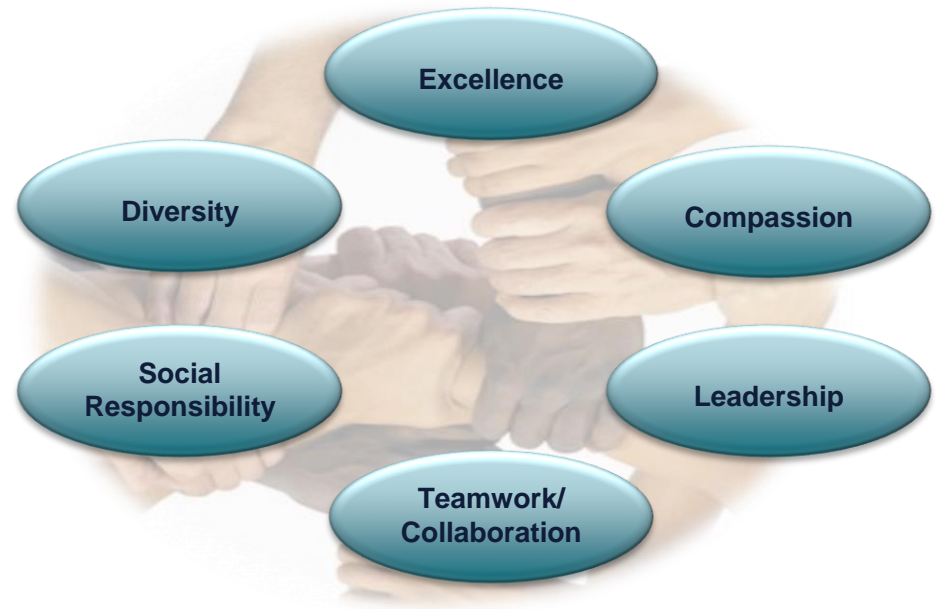 Excellence
Diversity
Compassion
Social
Responsibility
Leadership
Teamwork/
Collaboration